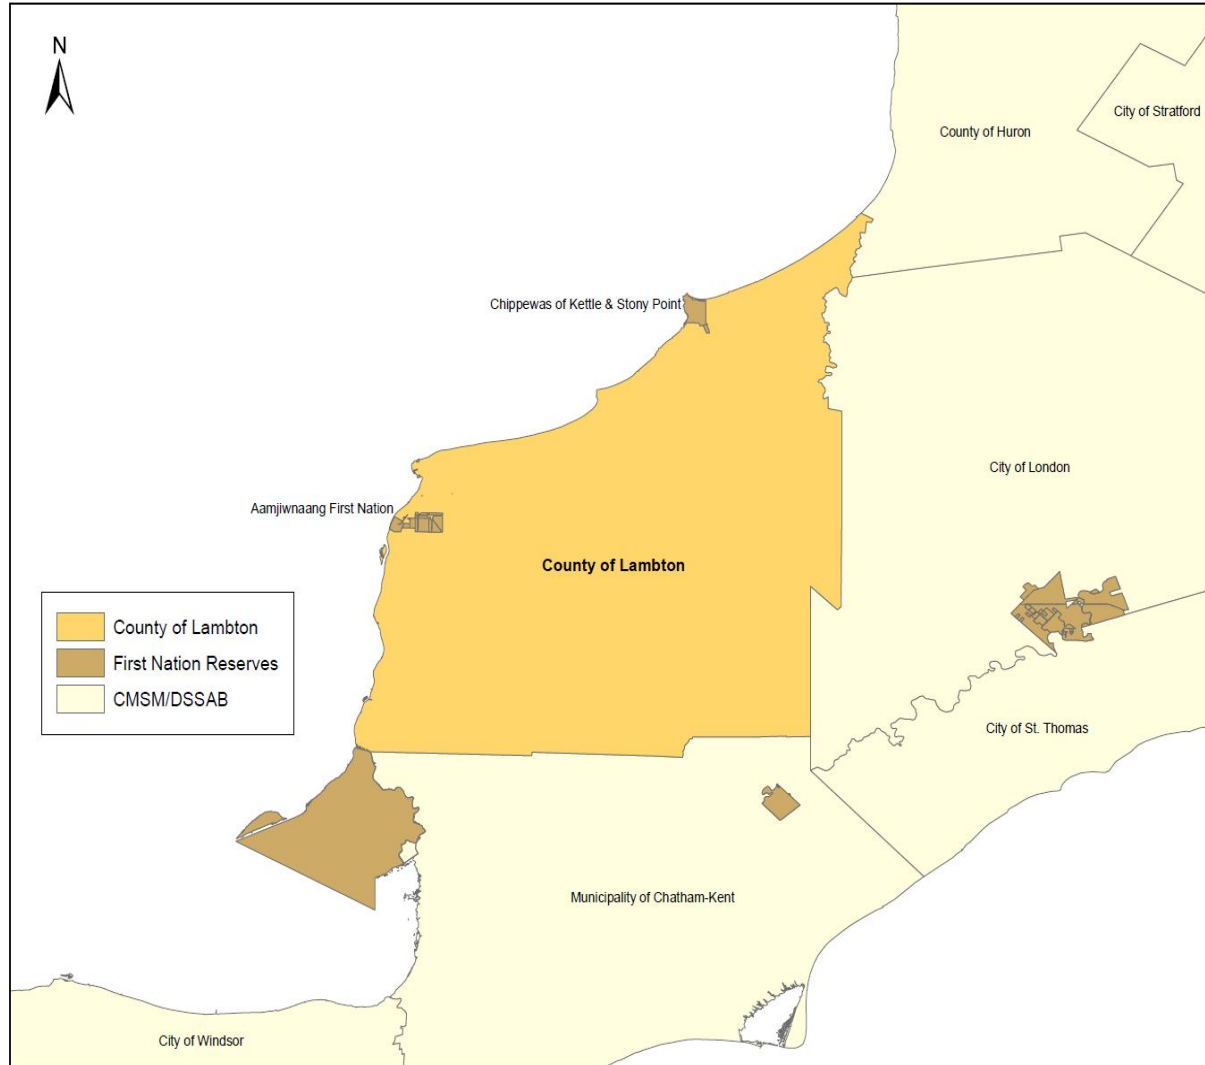 N
City of Stratford
County of Huron
Chippewas of Kettle & Stony Point
City of London
Aamjiwnaang First Nation
County of Lambton
County of Lambton
First Nation Reserves
CMSM/DSSAB
City of St. Thomas
Municipality of Chatham-Kent
City of Windsor